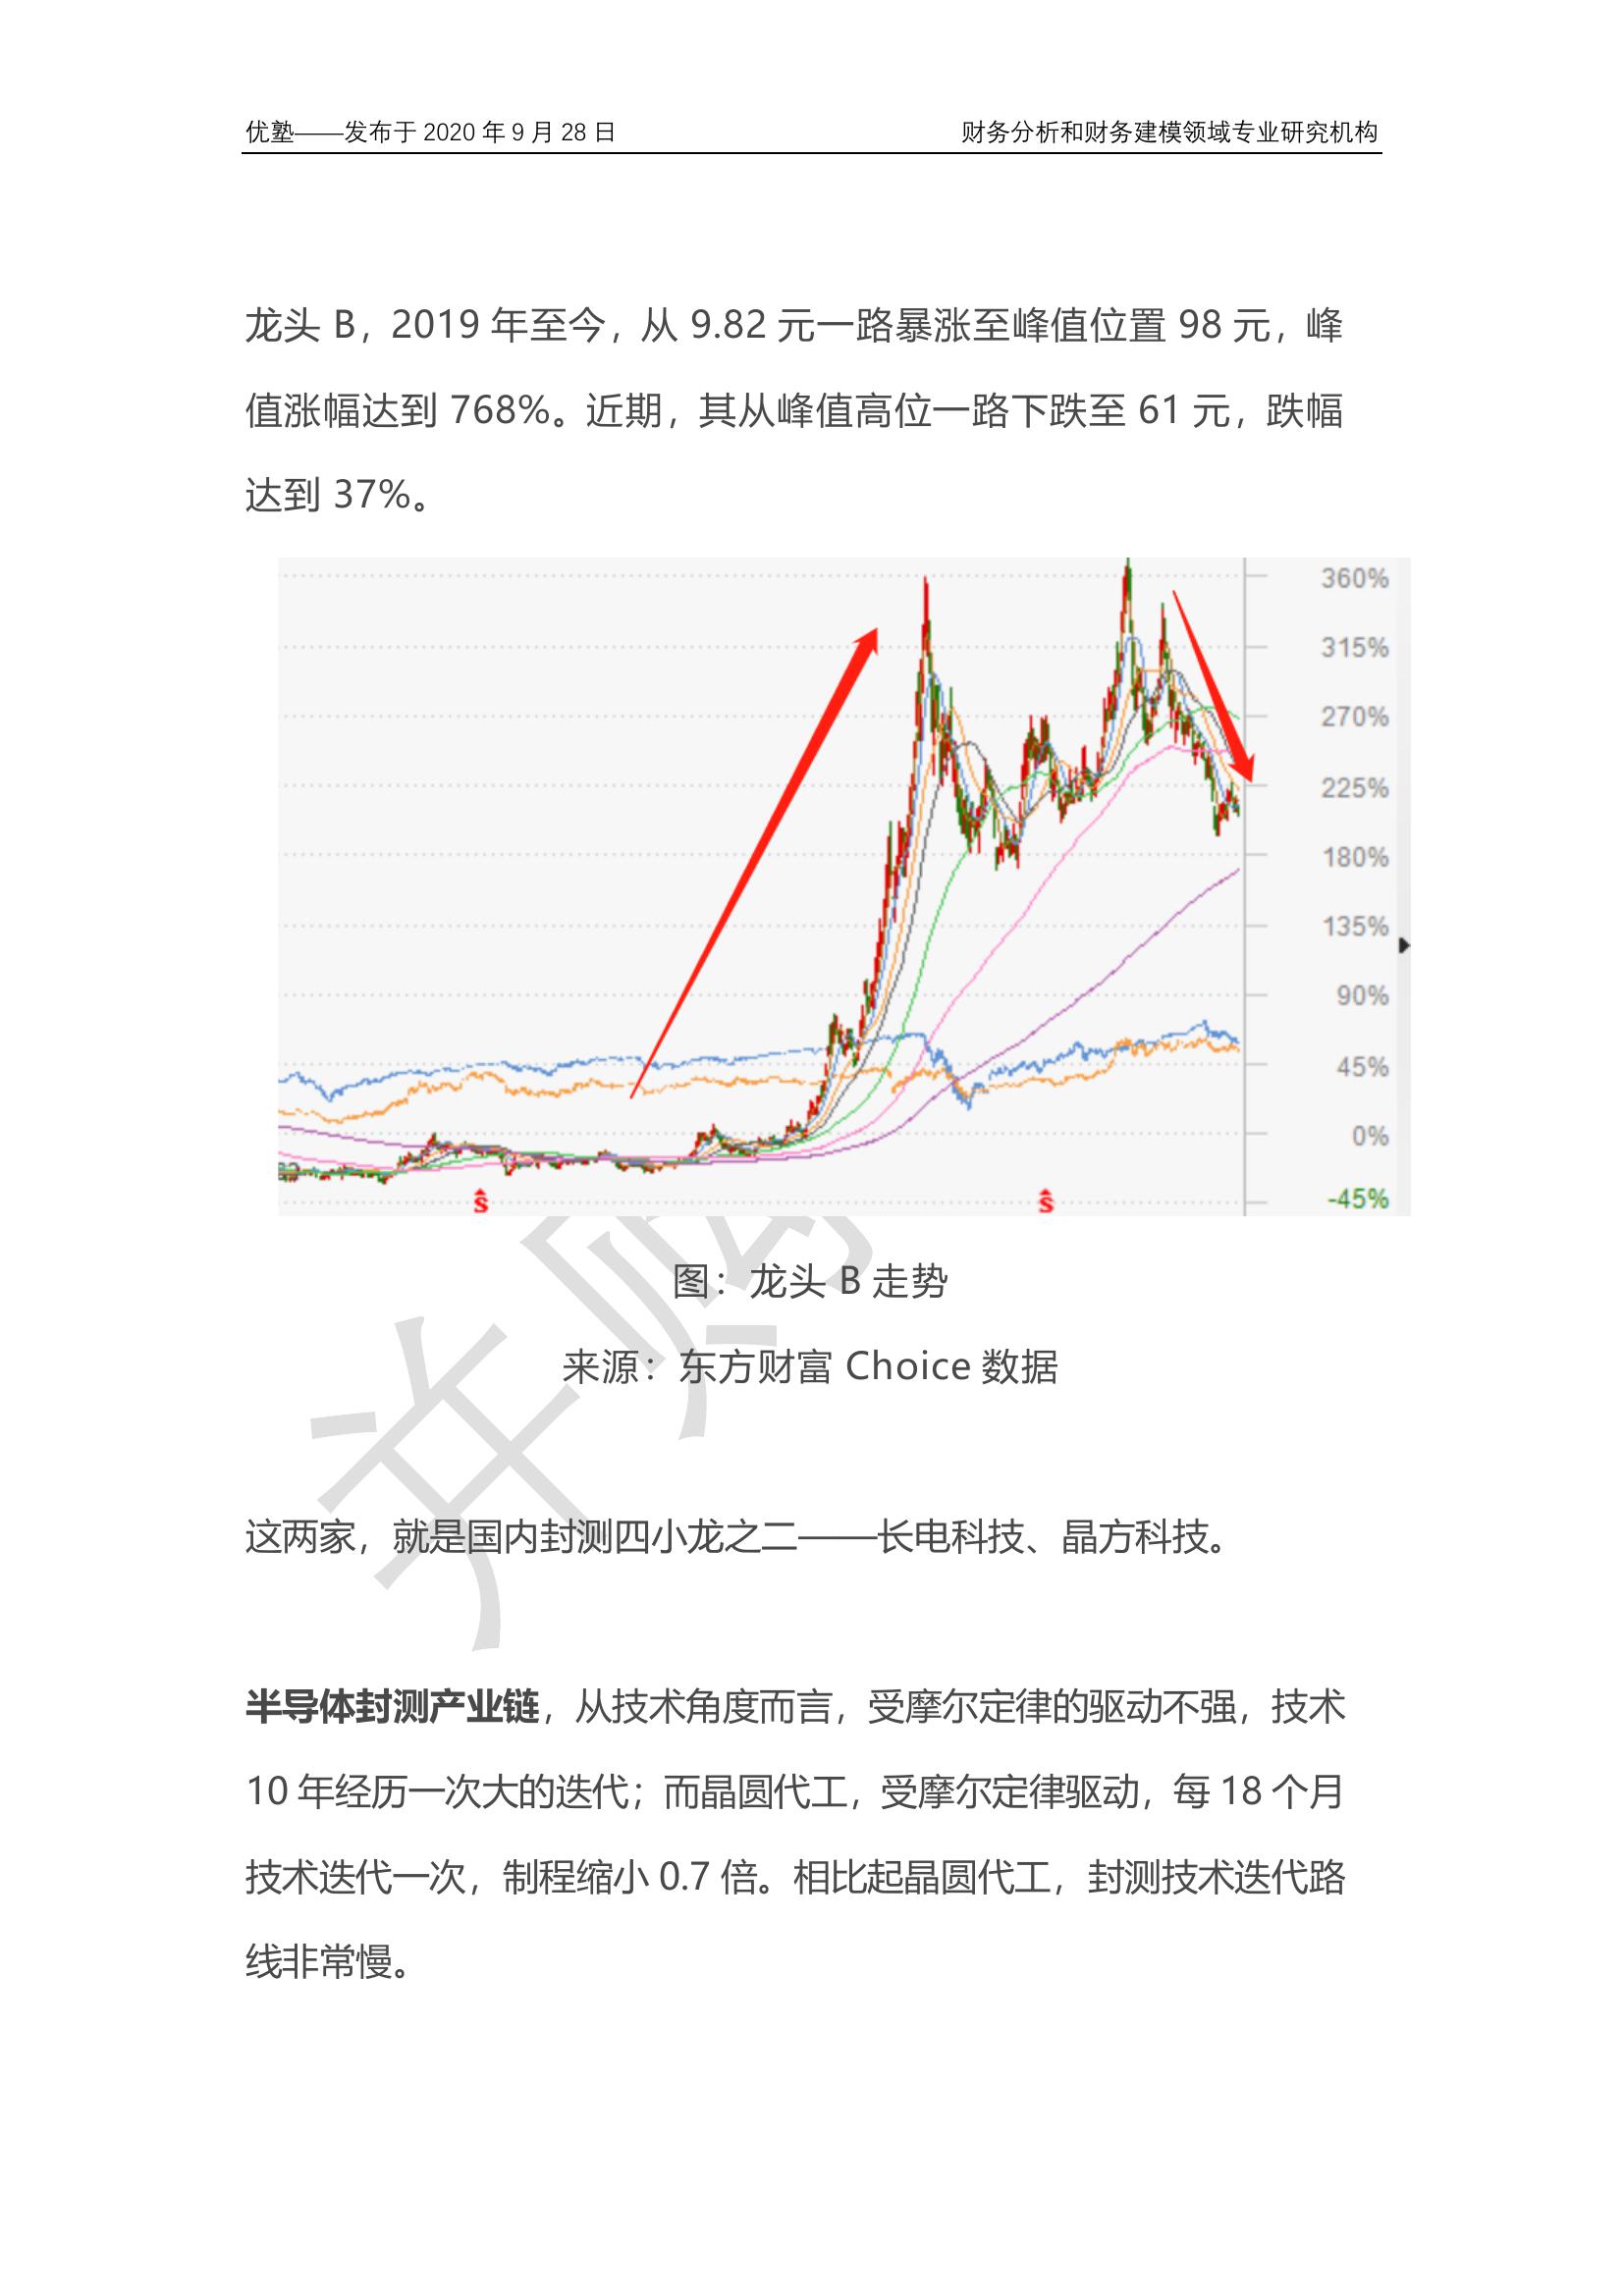 优塾——发布于 2020 年 9 月 28 日
财务分析和财务建模领域专业研究机构
龙头 B，2019 年至今，从 9.82 元一路暴涨至峰值位置 98 元，峰
值涨幅达到 768%。近期，其从峰值高位一路下跌至 61 元，跌幅
达到 37%。
360%
315%
270%
225%
180%
135%
90%
45%
0%
-45%
S
S
图：龙头 B 走势
来源：东方财富 Choice 数据
这两家，就是国内封测四小龙之二——长电科技、晶方科技。
半导体封测产业链，从技术角度而言，受摩尔定律的驱动不强，技术
10 年经历一次大的迭代；而晶圆代工，受摩尔定律驱动，每 18 个月
技术迭代一次，制程缩小 0.7 倍。相比起晶圆代工，封测技术迭代路
线非常慢。
并购